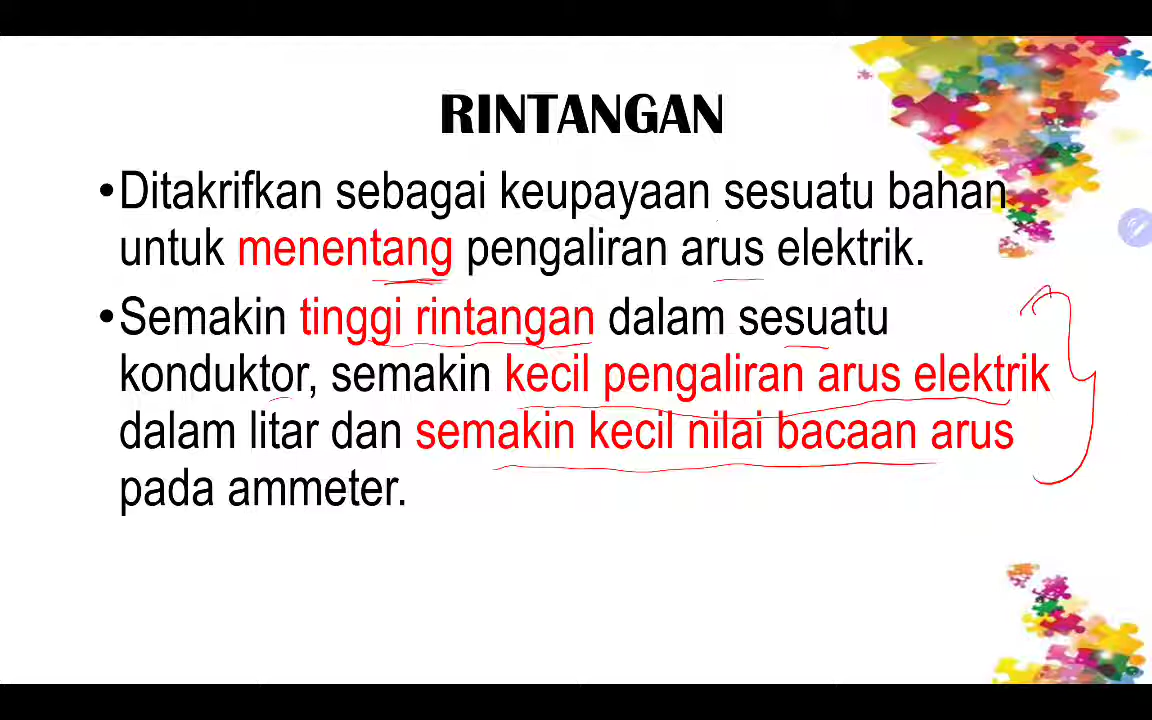 RINTANGAN
•Ditakrifkan sebagai keupayaan sesuatu bahan
untuk menentang pengaliran arus elektrik.
•Semakin tinggi rintangan dalam sesuatu
konduktor, semakin kecil pengaliran arus elektrik
dalam litar dan semakin kecil nilai bacaan arus
pada ammeter.